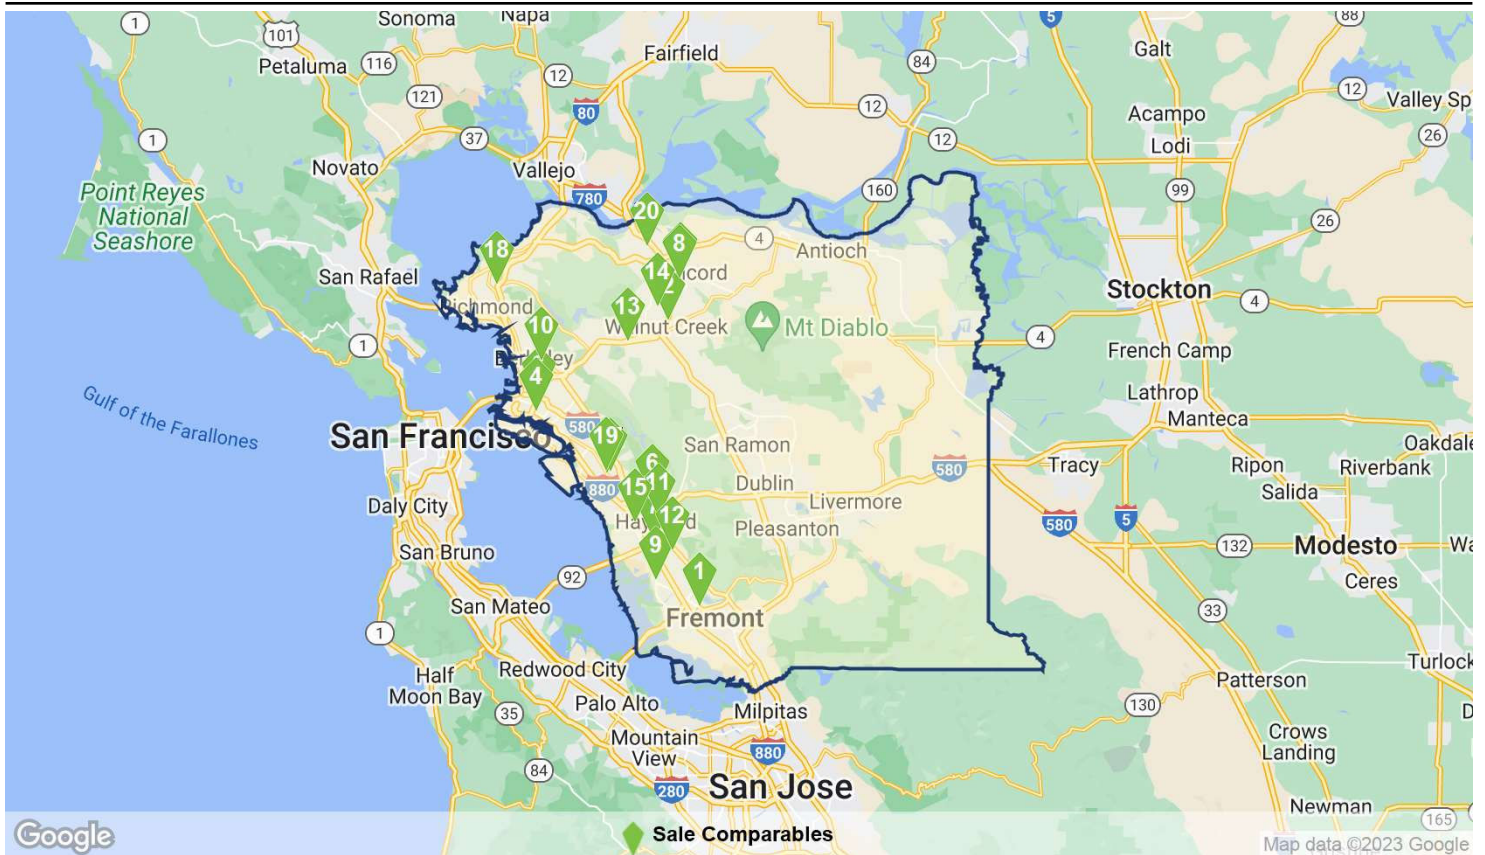 Sonoma
Napa
1
101
116
Petaluma
12
121
Fairfield
84
5
88
Galt
12
Valley Sp
80
12
Acampo
26
1
37
12
Lodi
Novato
Vallejo
780
160
99
Point Reyes
National
Seashore
20
26
18
8
4
Antioch
San Rafael
14
2
Stockton
4
Richmond
13
Walnut Creek
Mt Diablo
4
10
1
French Camp
4
Lathrop
Gulf of the Farallones
580
Manteca
San Francisco
19
San Ramon
Oakdale
6
580
Tracy
Ripon
Riverbank
880
15
11
Dublin
Livermore
Salida
Daly City
12
Pleasanton
580
5
San Bruno
9
132
Modesto
92
1
Ceres
San Mateo
Fremont
33
1
Redwood City
Turlock
Half
Moon Bay
Palo Alto
Patterson
35
Milpitas
130
Mountain
View
880
Crows
Landing
84
280
San Jose
Newman
165
Google
Sale Comparables
Map data ©2023 Google